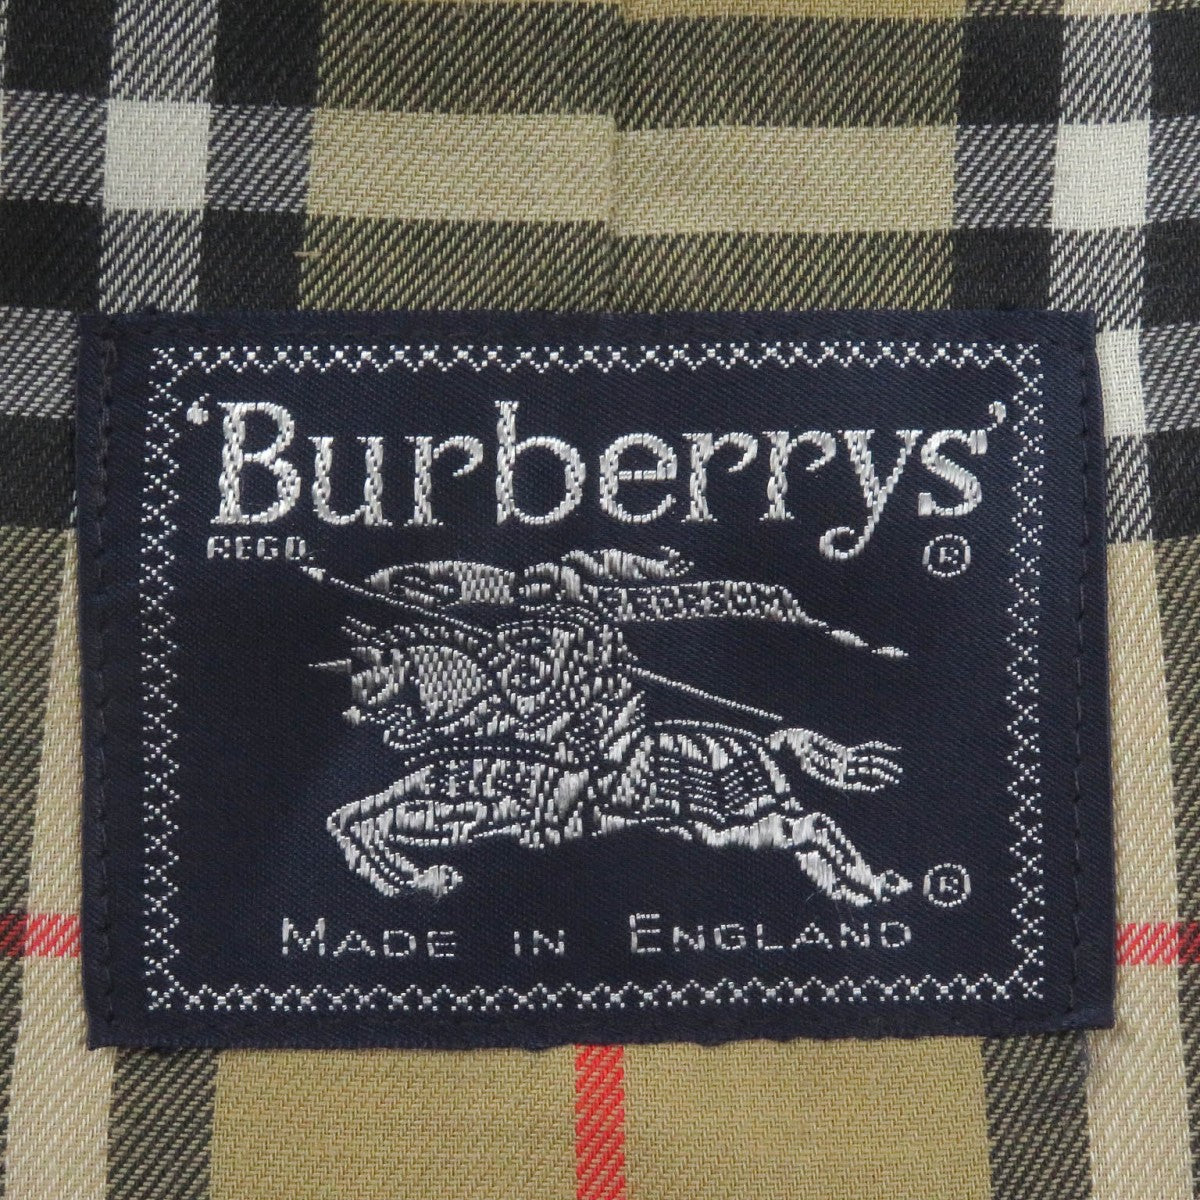 ‘Burberrys’
REGD. ®
®
MADE IN ENGLAND